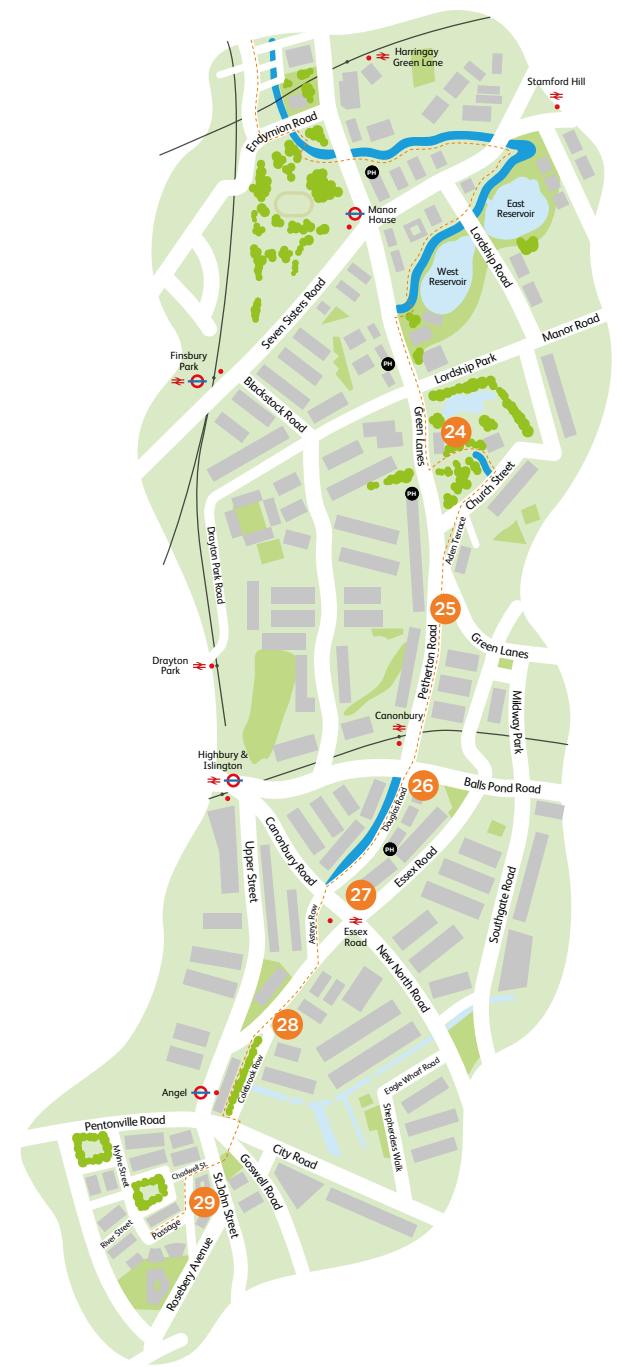 Harringay
Green Lane
Stamford Hill
Endymion Road
PH
East
Reservoir
Manor
House
Lordship Road
West
Reservoir
Seven Sisters Road
Manor Road
Finsbury
Park
PH
Lordship Park
Blackstock Road
Green Lanes
24
Church Street
PH
Aden Terrace
Drayton Park Road
25
Green Lanes
Petherton Road
Drayton
Park
Mildway Park
Canonbury
Highbury &
Islington
26
Balls Pond Road
Douglas Road
Canonbury Road
PH
Upper Street
Essex Road
27
Southgate Road
Asteys Row
Essex
Road
New North Road
28
Colebrook Row
Eagle Wharf Road
Angel
Shepherdess Walk
Pentonville Road
Mylne Street
City Road
Chadwell St.
Goswell Road
St John Street
29
River Street
Passage
Rosebery Avenue